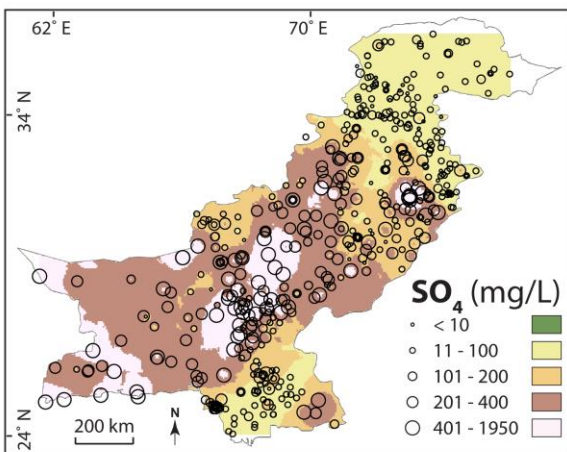 62° E
70° E
34° N
SO4 (mg/L)
< 10
11 - 100
101 - 200
201 - 400
401 - 1950
24° N
200 km
N